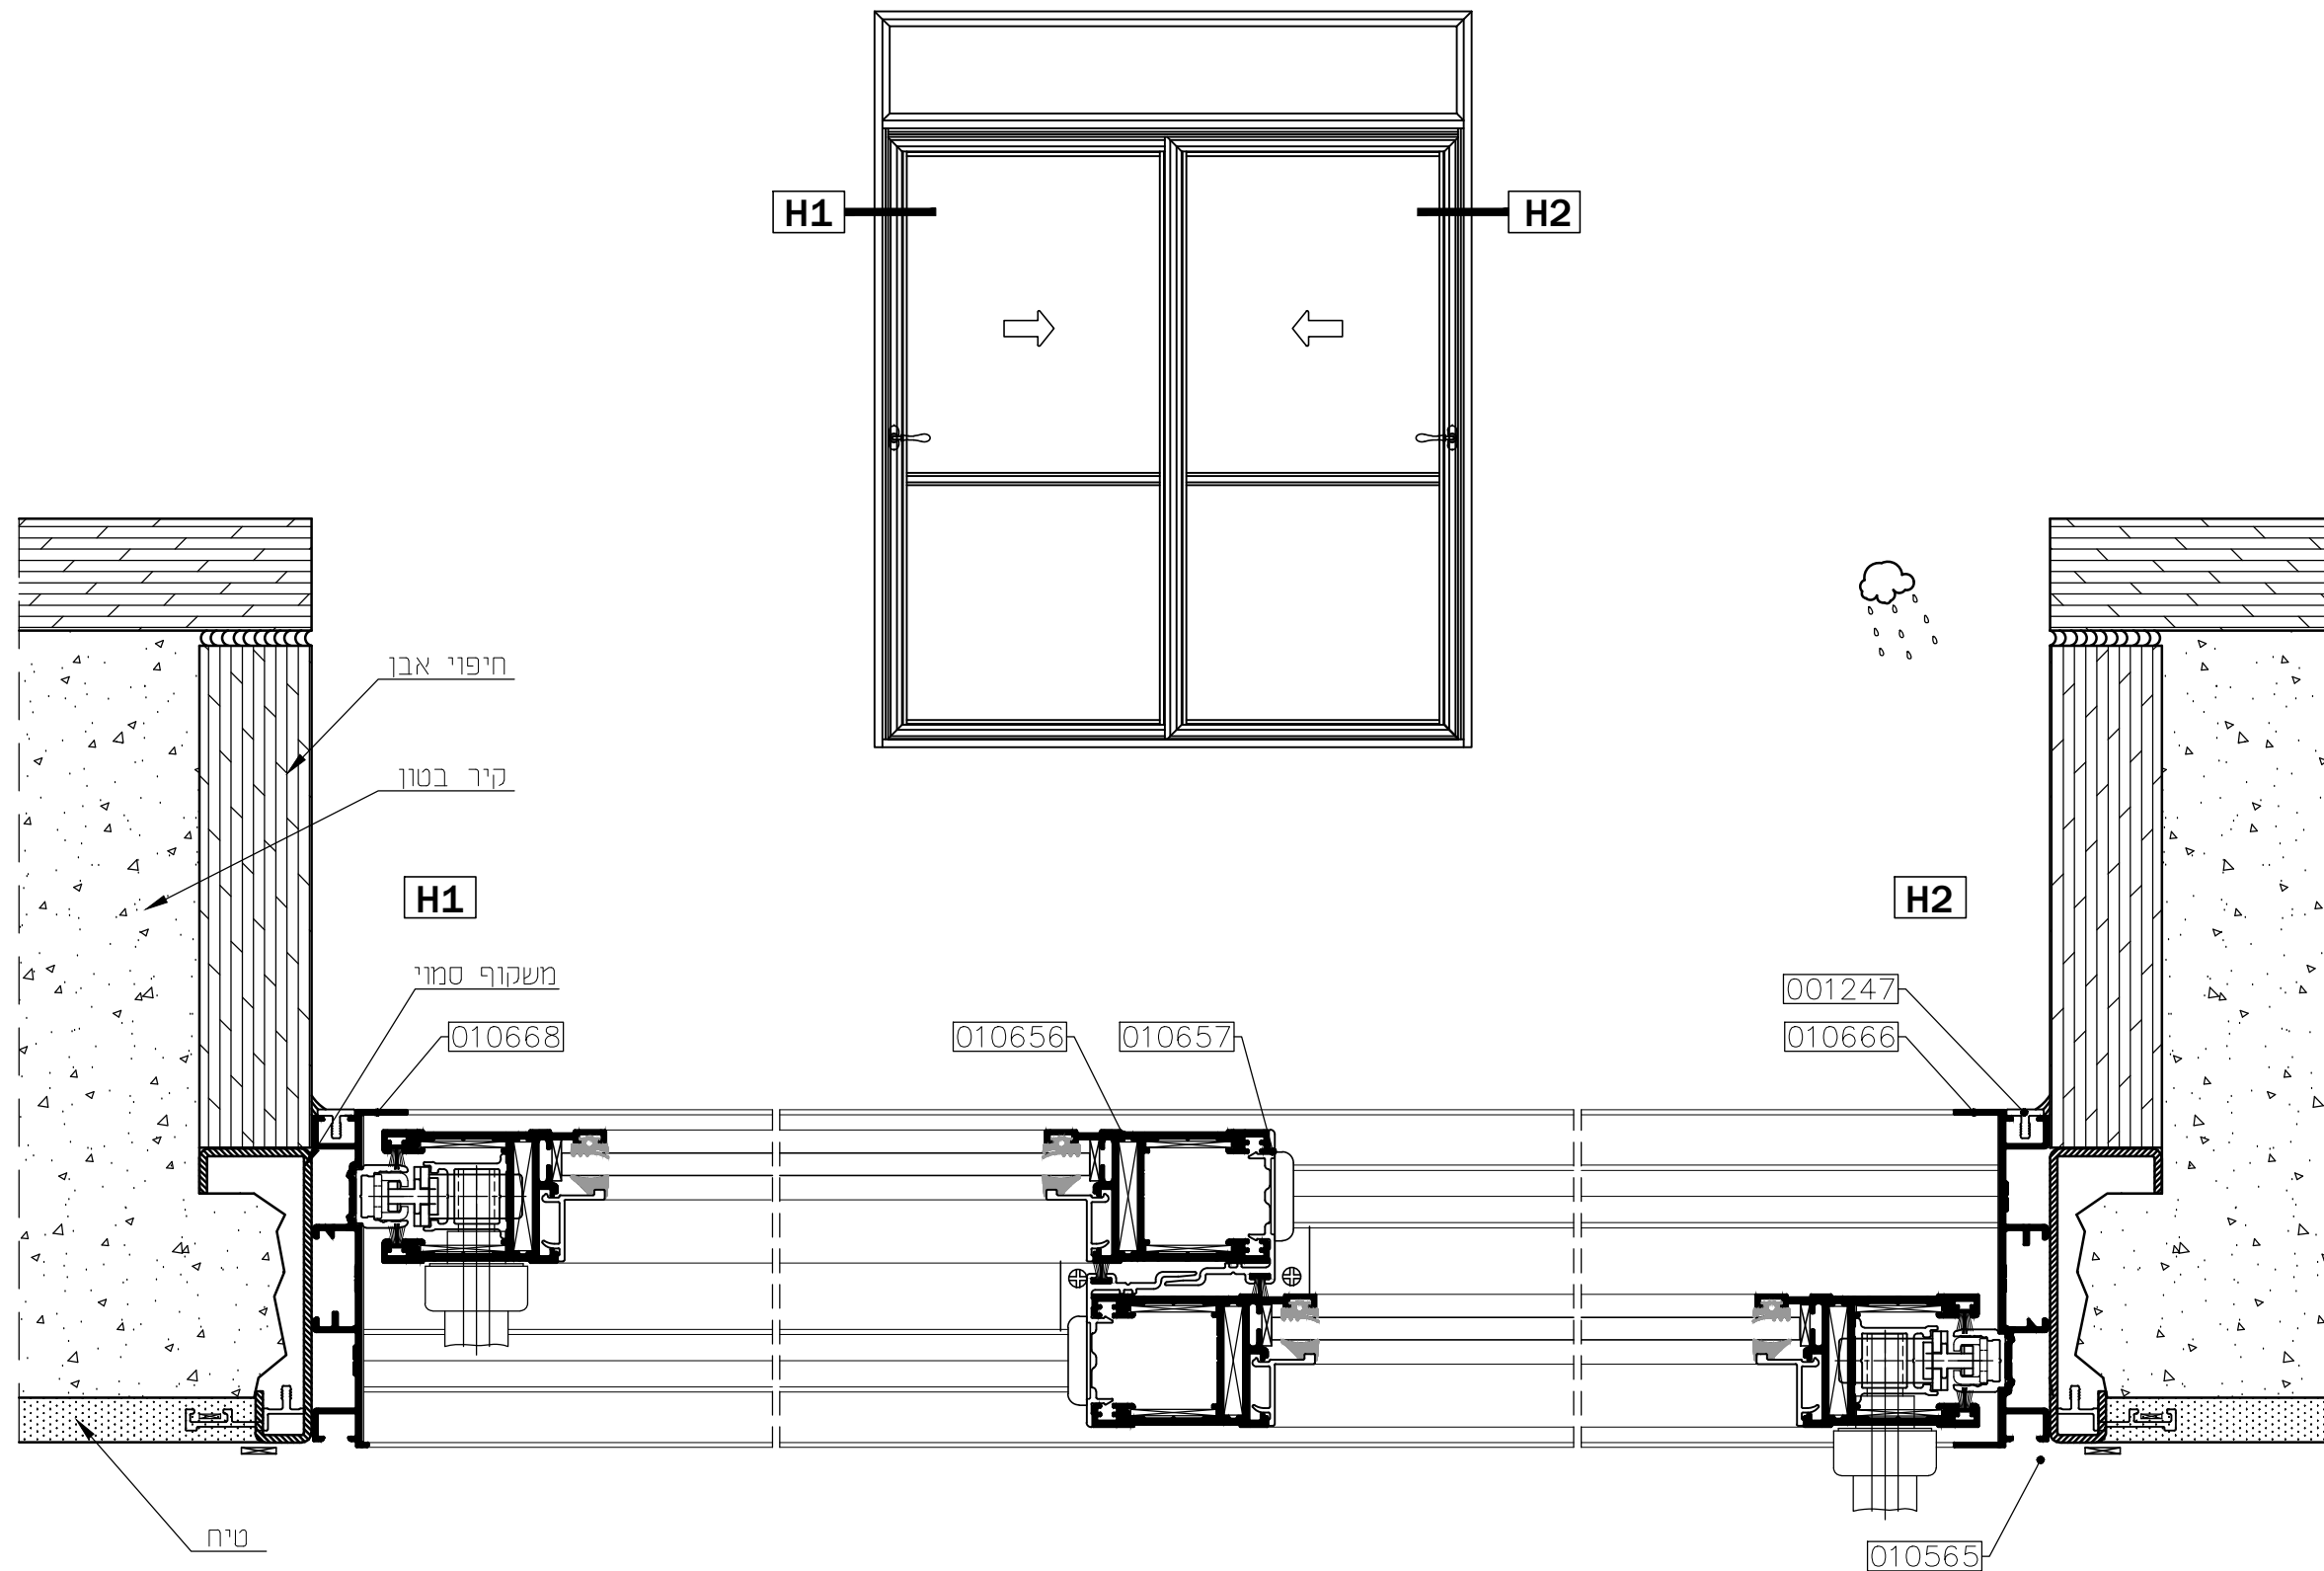 H1
H2
חיפוי אבן
קיר בטון
H1
H2
משקוף סמוי
001247
010668
010656
010657
010666
טיח
010565